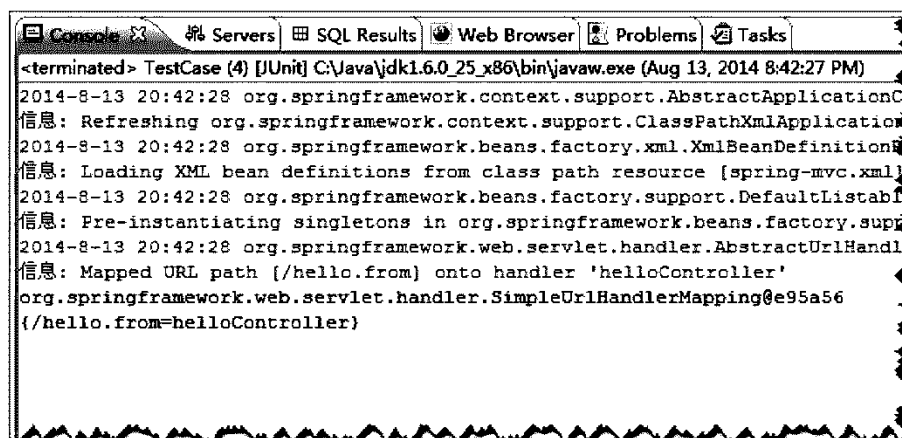 Console Servers SQL Results Web Browser Problems Tasks
<terminated> TestCase (4) [JUnit] C:\Java\jdk1.6.0_25_x86\bin\javaw.exe (Aug 13, 2014 8:42:27 PM)
2014-8-13 20:42:28 org.springframework.context.support.AbstractApplicationC
信息: Refreshing org.springframework.context.support.ClassPathXmlApplication
2014-8-13 20:42:28 org.springframework.beans.factory.xml.XmlBeanDefinition
信息: Loading XML bean definitions from class path resource [spring-mvc.xml]
2014-8-13 20:42:28 org.springframework.beans.factory.support.DefaultListabl
信息: Pre-instantiating singletons in org.springframework.beans.factory.supp
2014-8-13 20:42:28 org.springframework.web.servlet.handler.AbstractUrlHandl
信息: Mapped URL path [/hello.from] onto handler 'helloController'
org.springframework.web.servlet.handler.SimpleUrlHandlerMapping@e95a56
{/hello.from=helloController}